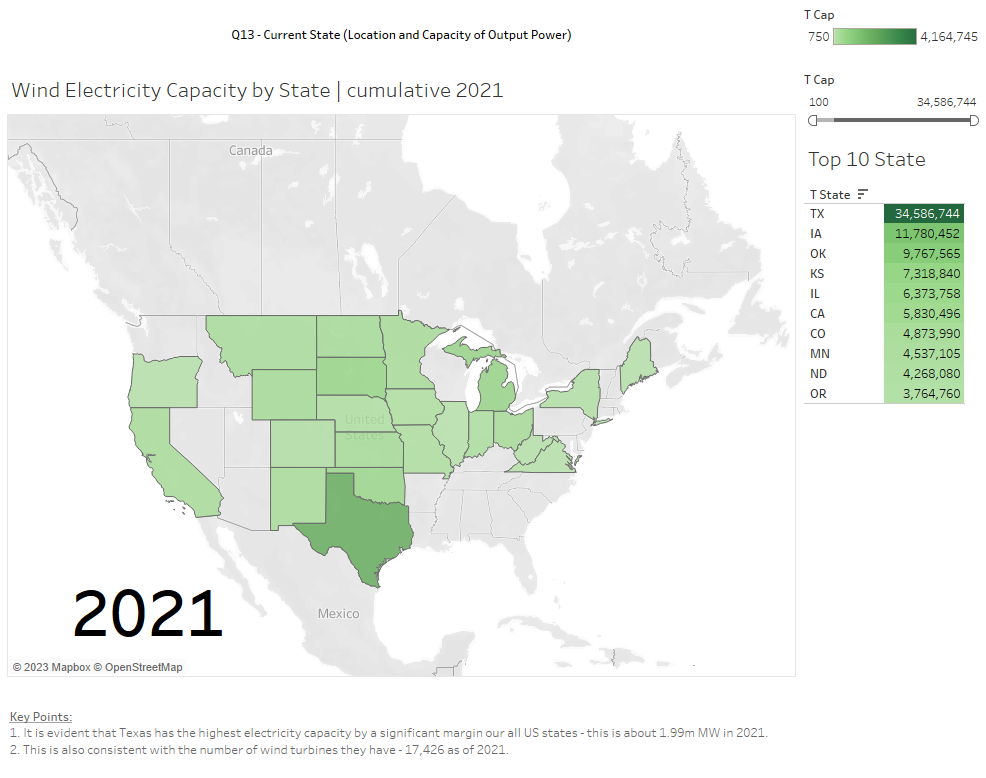 Q13 - Current State (Location and Capacity of Output Power)
T Cap
750 4,164,745
T Cap
100 34,586,744
Wind Electricity Capacity by State | cumulative 2021
Top 10 State
T State
TX 34,586,744
IA 11,780,452
OK 9,767,565
KS 7,318,840
IL 6,373,758
CA 5,830,496
CO 4,873,990
MN 4,537,105
ND 4,268,080
OR 3,764,760
Canada
United
States
Mexico
2021
© 2023 Mapbox © OpenStreetMap
Key Points:
1. It is evident that Texas has the highest electricity capacity by a significant margin our all US states - this is about 1.99m MW in 2021.
2. This is also consistent with the number of wind turbines they have - 17,426 as of 2021.